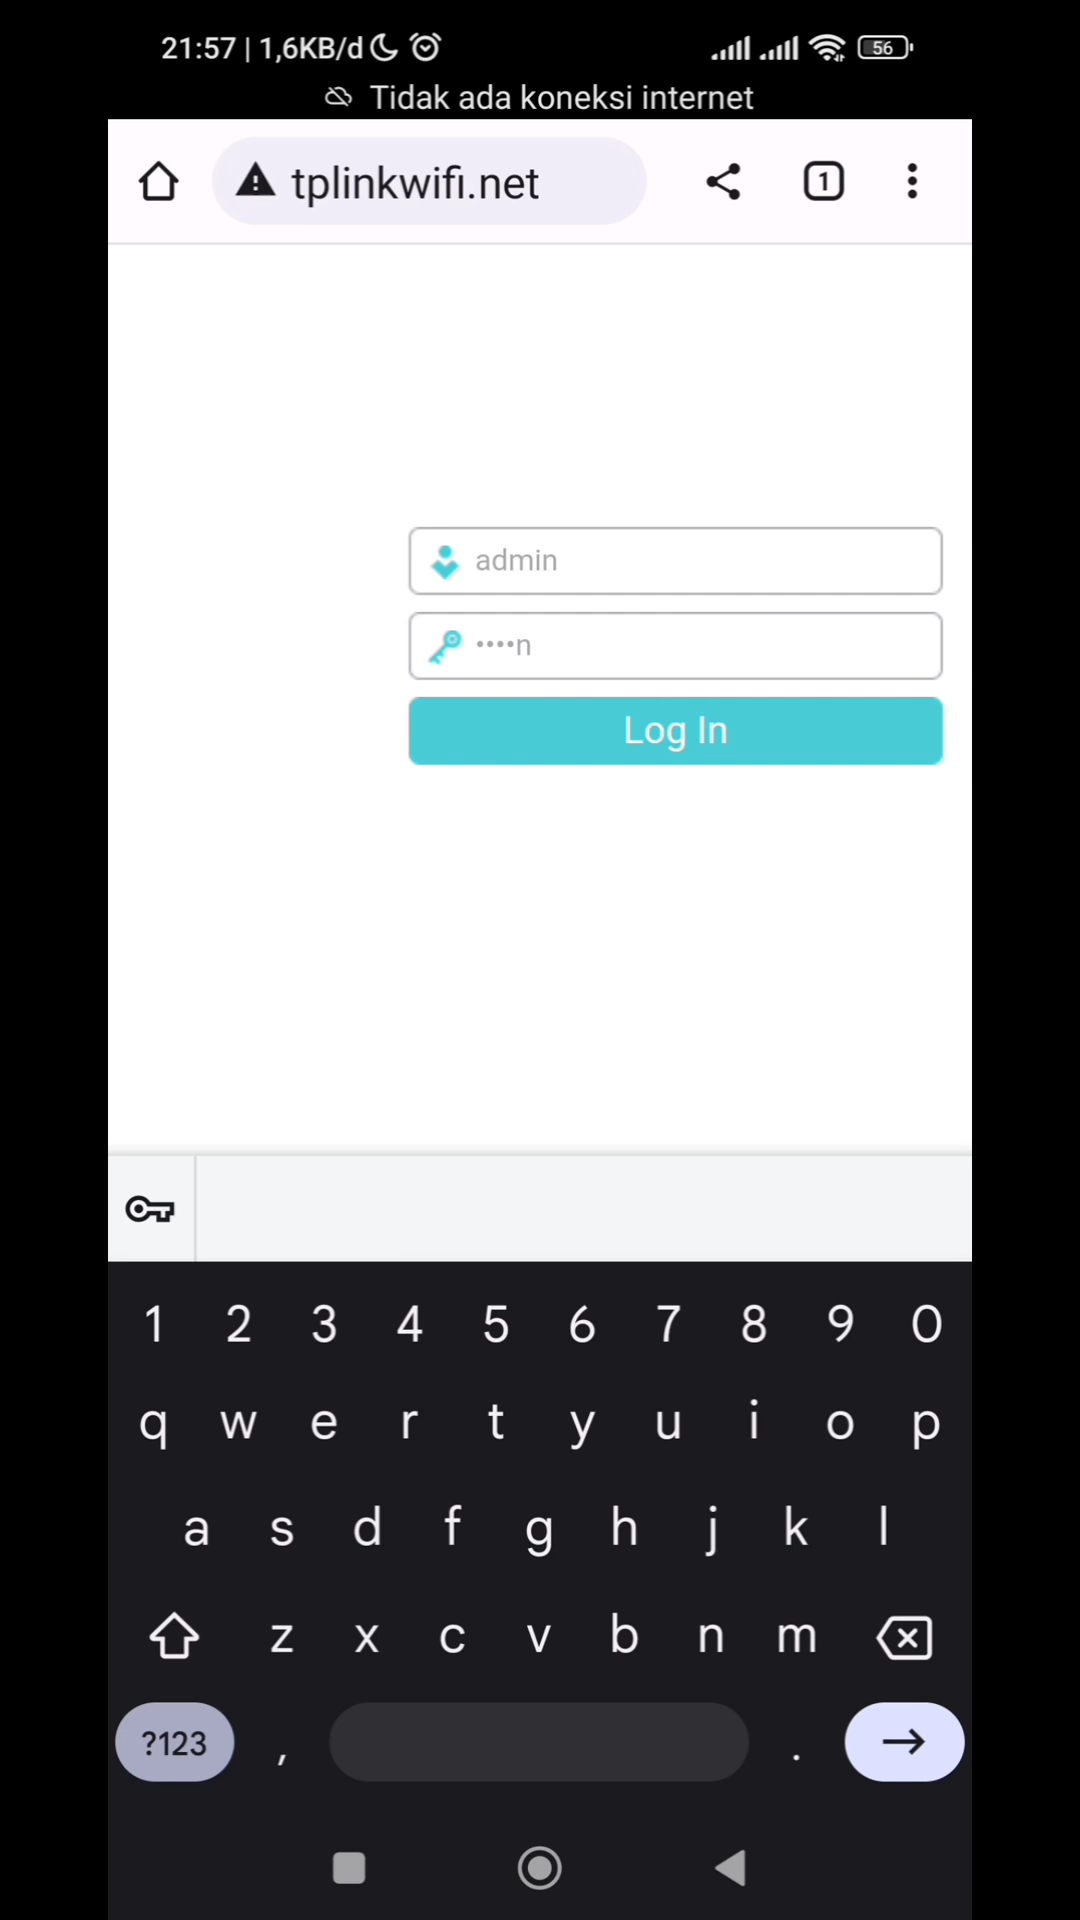 21:57 | 1,6KB/d 56
Tidak ada koneksi internet
tplinkwifi.net 1
admin
••••n
Log In
1 2 3 4 5 6 7 8 9 0
q w e r t y u i o p
a s d f g h j k l
z x c v b n m
?123 , .